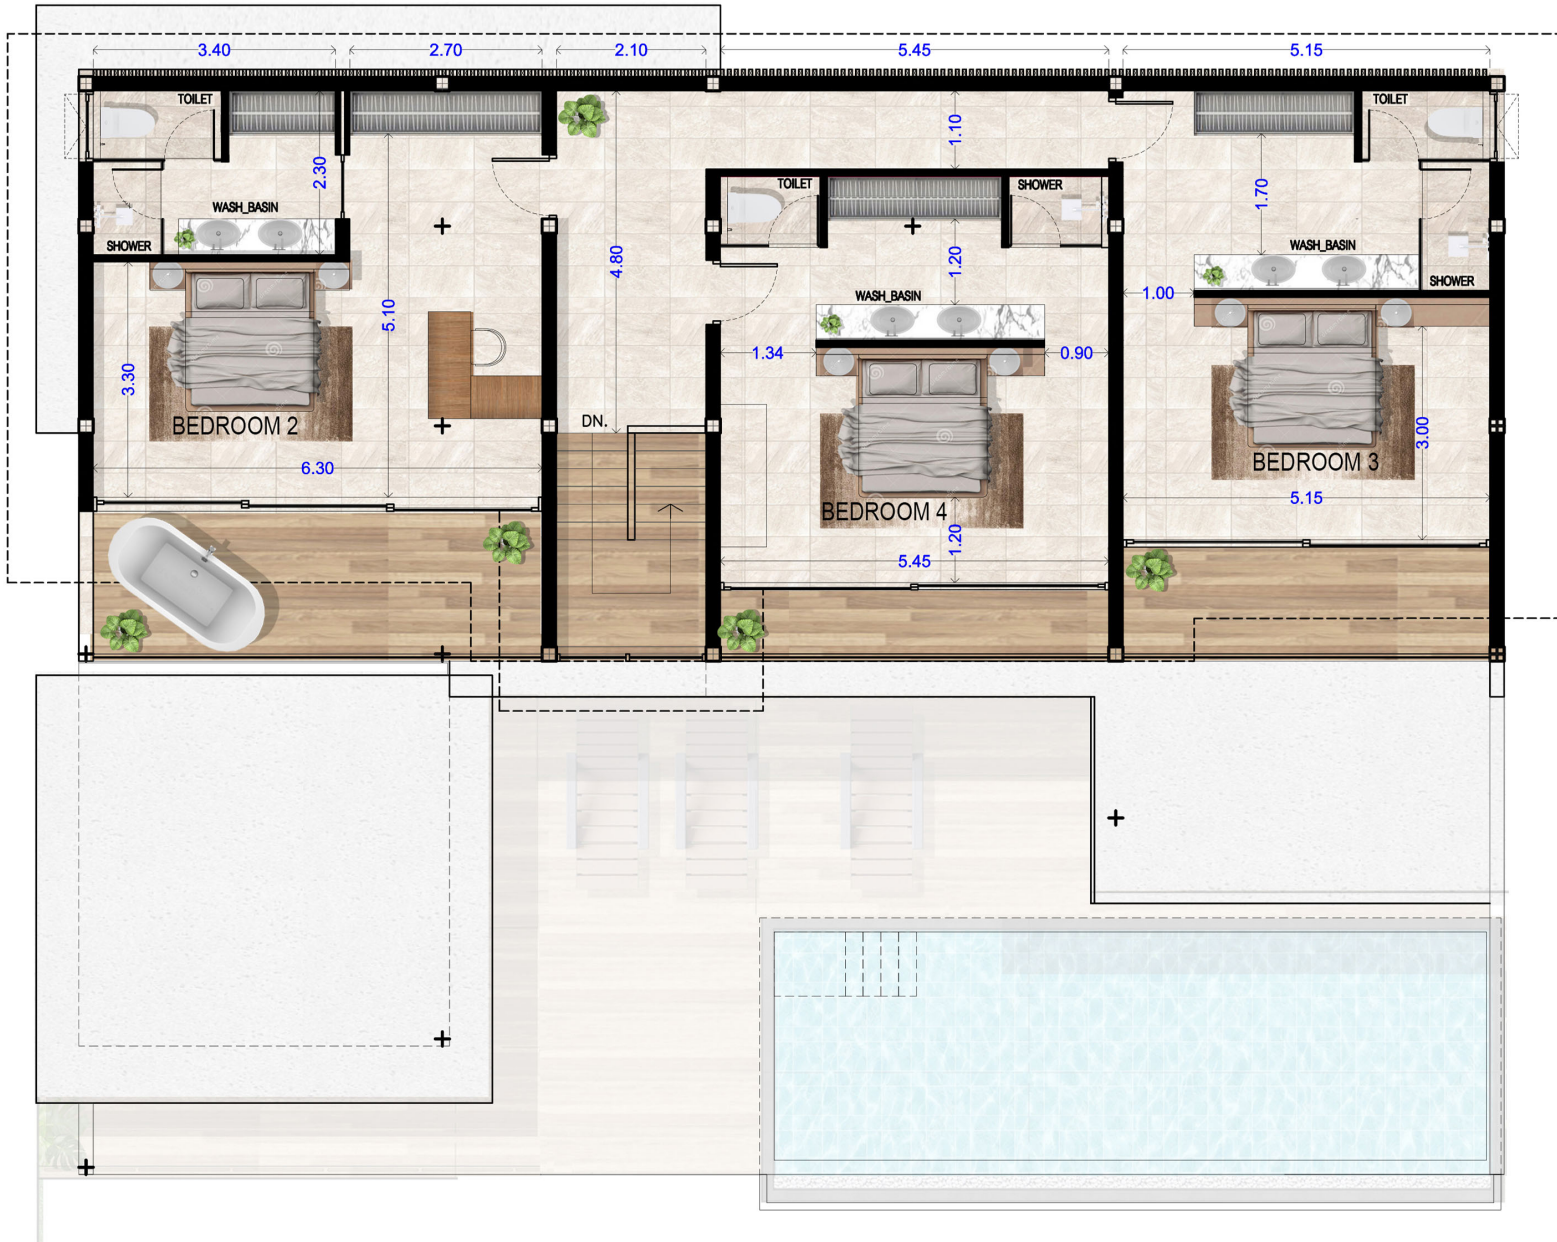 3.40
2.70
2.10
5.45
5.15
TOILET
TOILET
1.10
2.30
TOILET
SHOWER
1.70
WASH_BASIN
SHOWER
WASH_BASIN
4.80
1.20
SHOWER
1.00
WASH_BASIN
5.10
1.34
0.90
3.30
BEDROOM 2
DN.
3.00
BEDROOM 3
6.30
5.15
BEDROOM 4
1.20
5.45